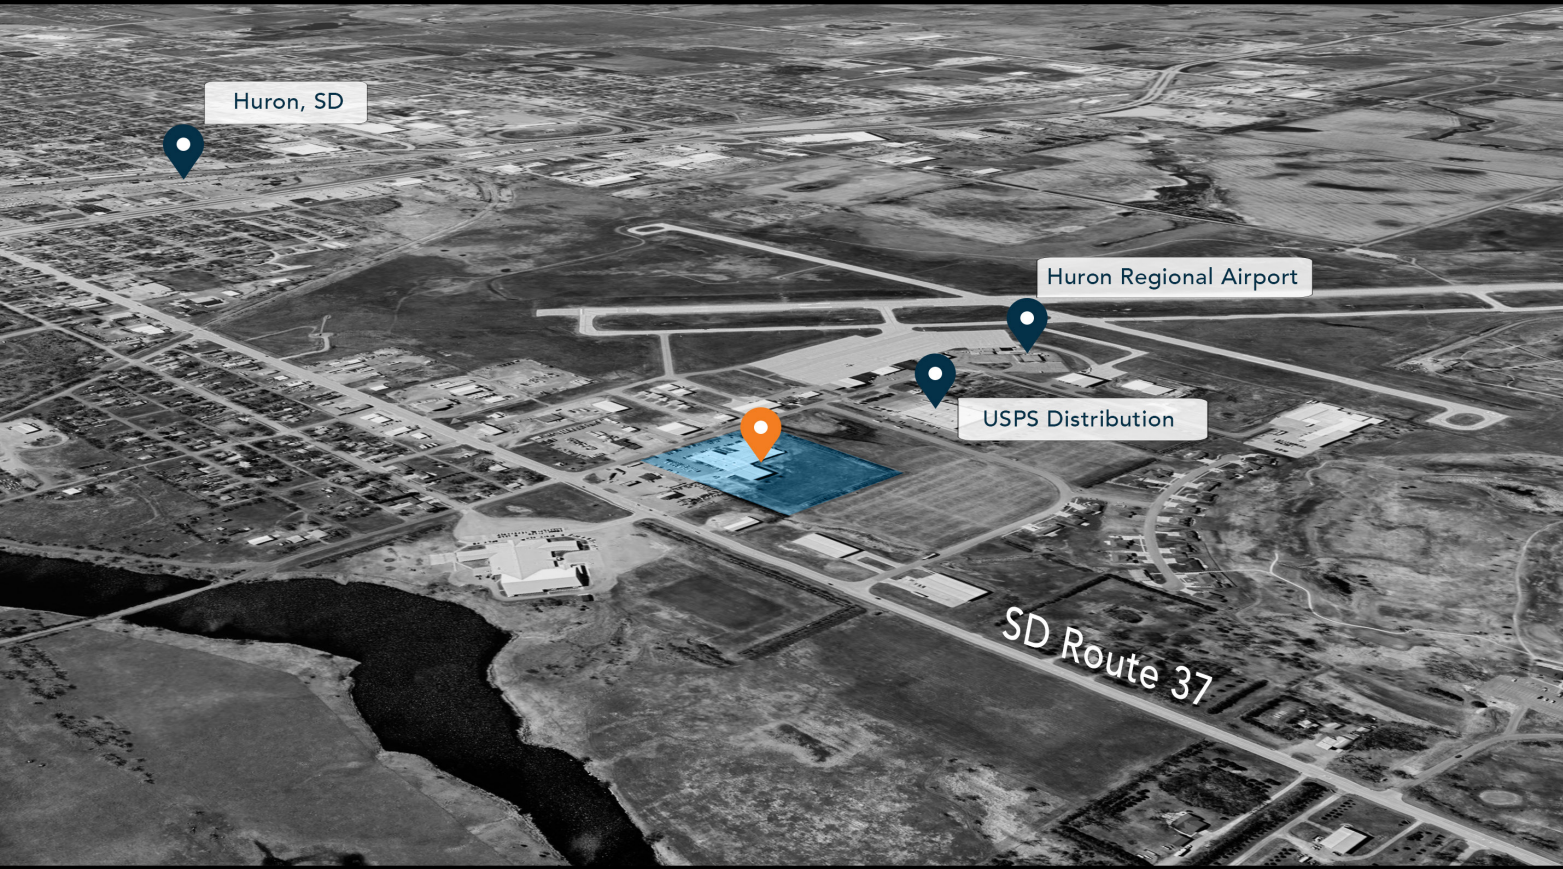 Huron, SD
Huron Regional Airport
USPS Distribution
SD Route 37